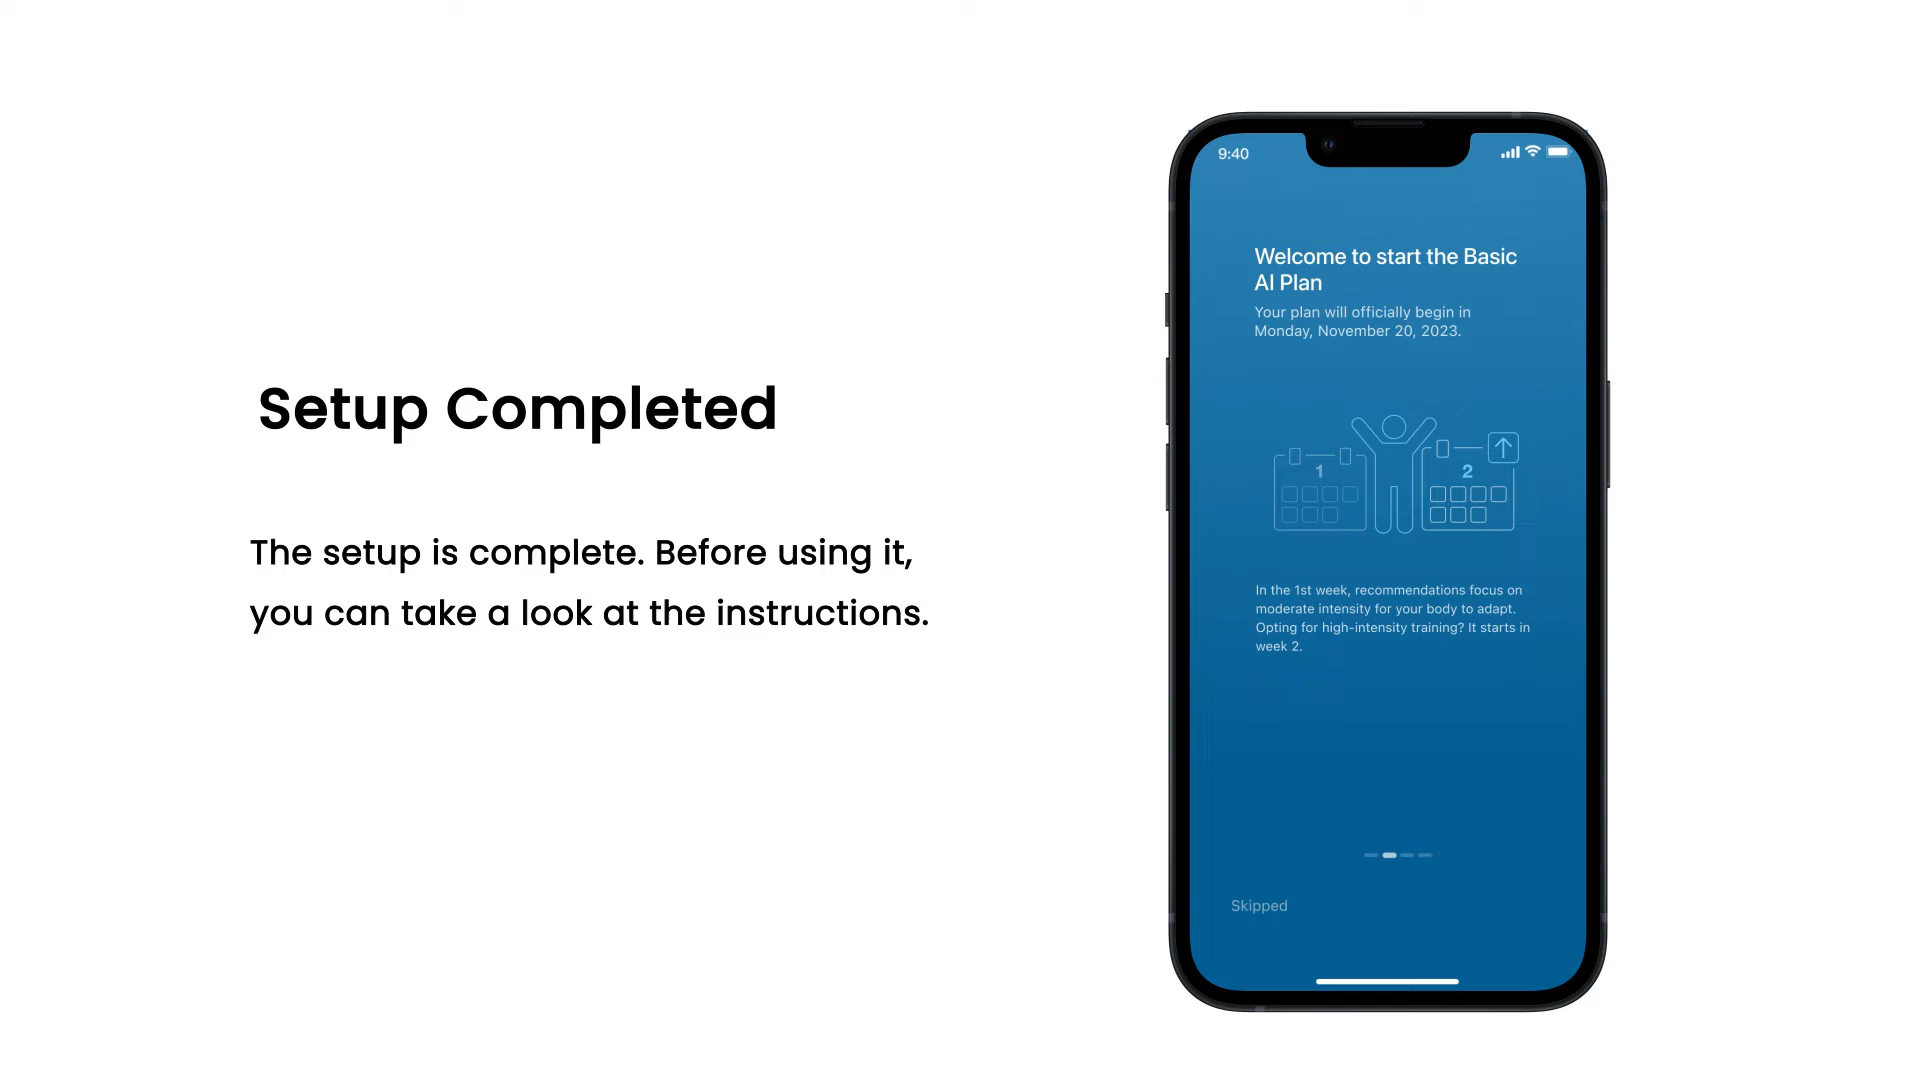 Setup Completed
The setup is complete. Before using it,
you can take a look at the instructions.
9:40
Welcome to start the Basic
AI Plan
Your plan will officially begin in
Monday, November 20, 2023.
1
2
In the 1st week, recommendations focus on
moderate intensity for your body to adapt.
Opting for high-intensity training? It starts in
week 2.
Skipped